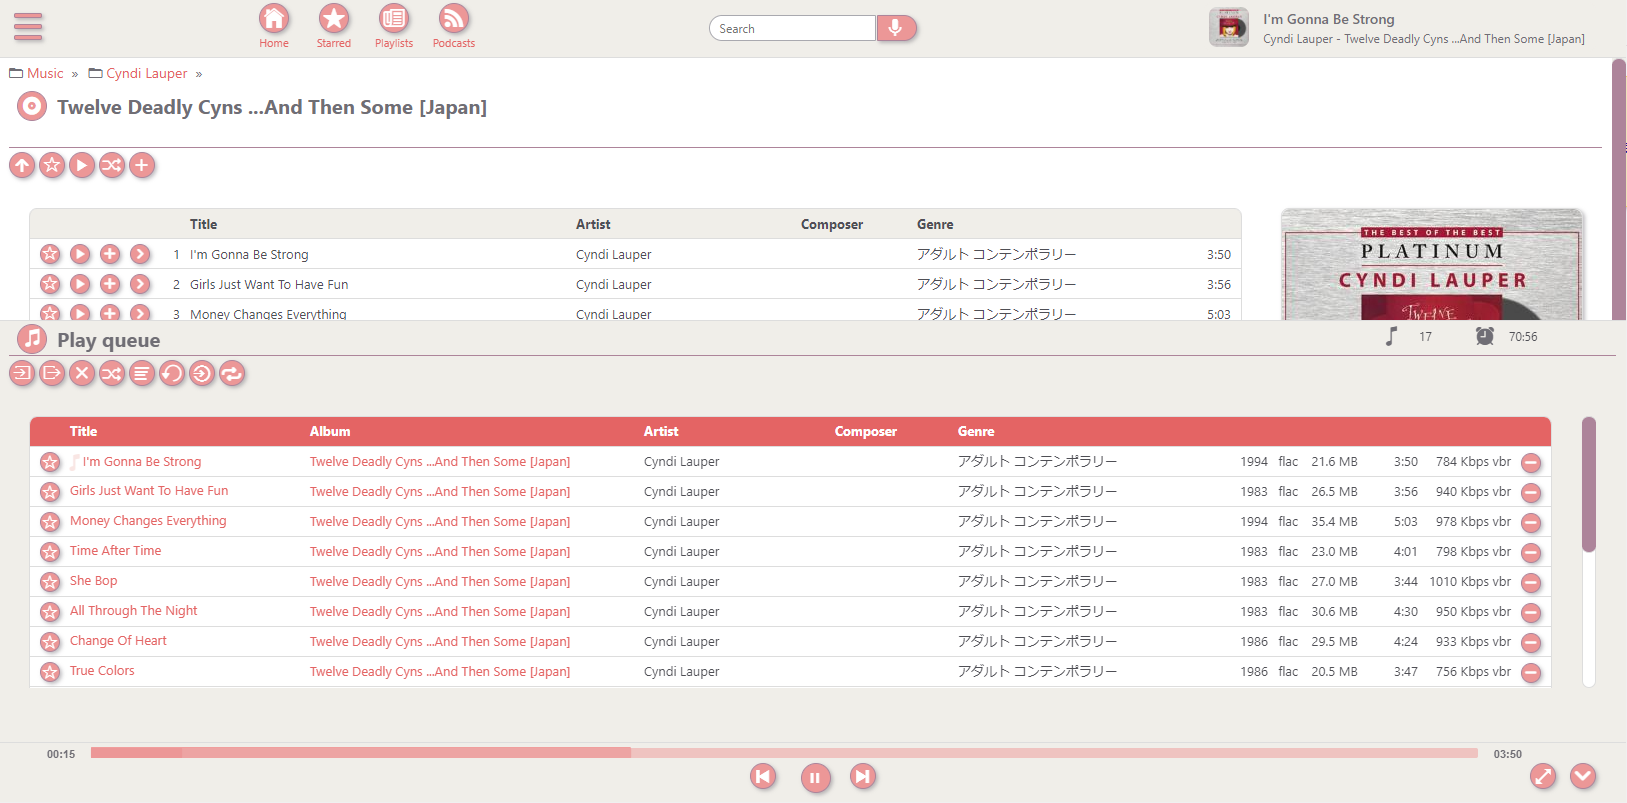 Home Starred Playlists Podcasts
Search
I'm Gonna Be Strong
Cyndi Lauper - Twelve Deadly Cyns ...And Then Some [Japan]
Music » Cyndi Lauper »
Twelve Deadly Cyns ...And Then Some [Japan]
Title Artist Composer Genre
1 I'm Gonna Be Strong Cyndi Lauper アダルト コンテンポラリー 3:50
2 Girls Just Want To Have Fun Cyndi Lauper アダルト コンテンポラリー 3:56
3 Money Changes Everything Cyndi Lauper アダルト コンテンポラリー 5:03
THE BEST OF THE BEST
PLATINUM
CYNDI LAUPER
TWELVE
Play queue 17 70:56
Title Album Artist Composer Genre
I'm Gonna Be Strong Twelve Deadly Cyns ...And Then Some [Japan] Cyndi Lauper アダルト コンテンポラリー 1994 flac 21.6 MB 3:50 784 Kbps vbr
Girls Just Want To Have Fun Twelve Deadly Cyns ...And Then Some [Japan] Cyndi Lauper アダルト コンテンポラリー 1983 flac 26.5 MB 3:56 940 Kbps vbr
Money Changes Everything Twelve Deadly Cyns ...And Then Some [Japan] Cyndi Lauper アダルト コンテンポラリー 1994 flac 35.4 MB 5:03 978 Kbps vbr
Time After Time Twelve Deadly Cyns ...And Then Some [Japan] Cyndi Lauper アダルト コンテンポラリー 1983 flac 23.0 MB 4:01 798 Kbps vbr
She Bop Twelve Deadly Cyns ...And Then Some [Japan] Cyndi Lauper アダルト コンテンポラリー 1983 flac 27.0 MB 3:44 1010 Kbps vbr
All Through The Night Twelve Deadly Cyns ...And Then Some [Japan] Cyndi Lauper アダルト コンテンポラリー 1983 flac 30.6 MB 4:30 950 Kbps vbr
Change Of Heart Twelve Deadly Cyns ...And Then Some [Japan] Cyndi Lauper アダルト コンテンポラリー 1986 flac 29.5 MB 4:24 933 Kbps vbr
True Colors Twelve Deadly Cyns ...And Then Some [Japan] Cyndi Lauper アダルト コンテンポラリー 1986 flac 20.5 MB 3:47 756 Kbps vbr
00:15 03:50